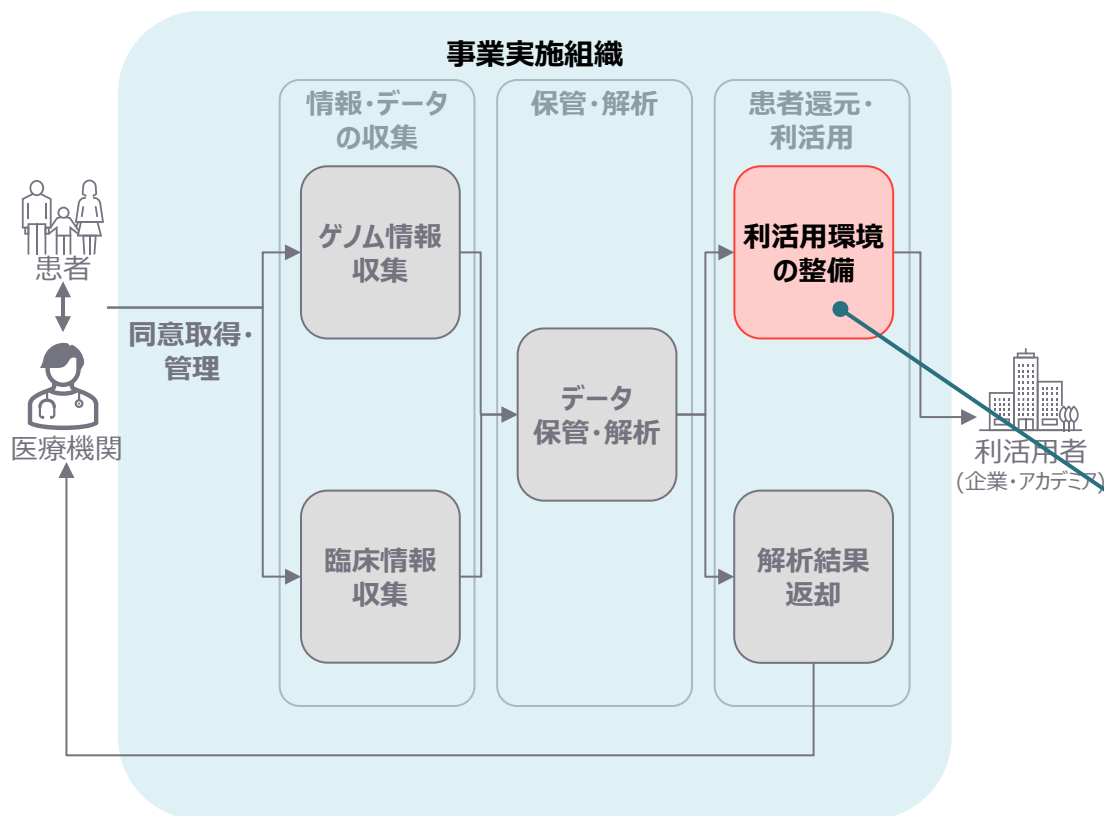 事業実施組織
情報・データ
の収集
保管・解析
患者還元・
利活用
ゲノム情報
収集
利活用環境
の整備
患者
同意取得・
管理
データ
保管・解析
医療機関
利活用者
(企業・アカデミア)
臨床情報
収集
解析結果
返却